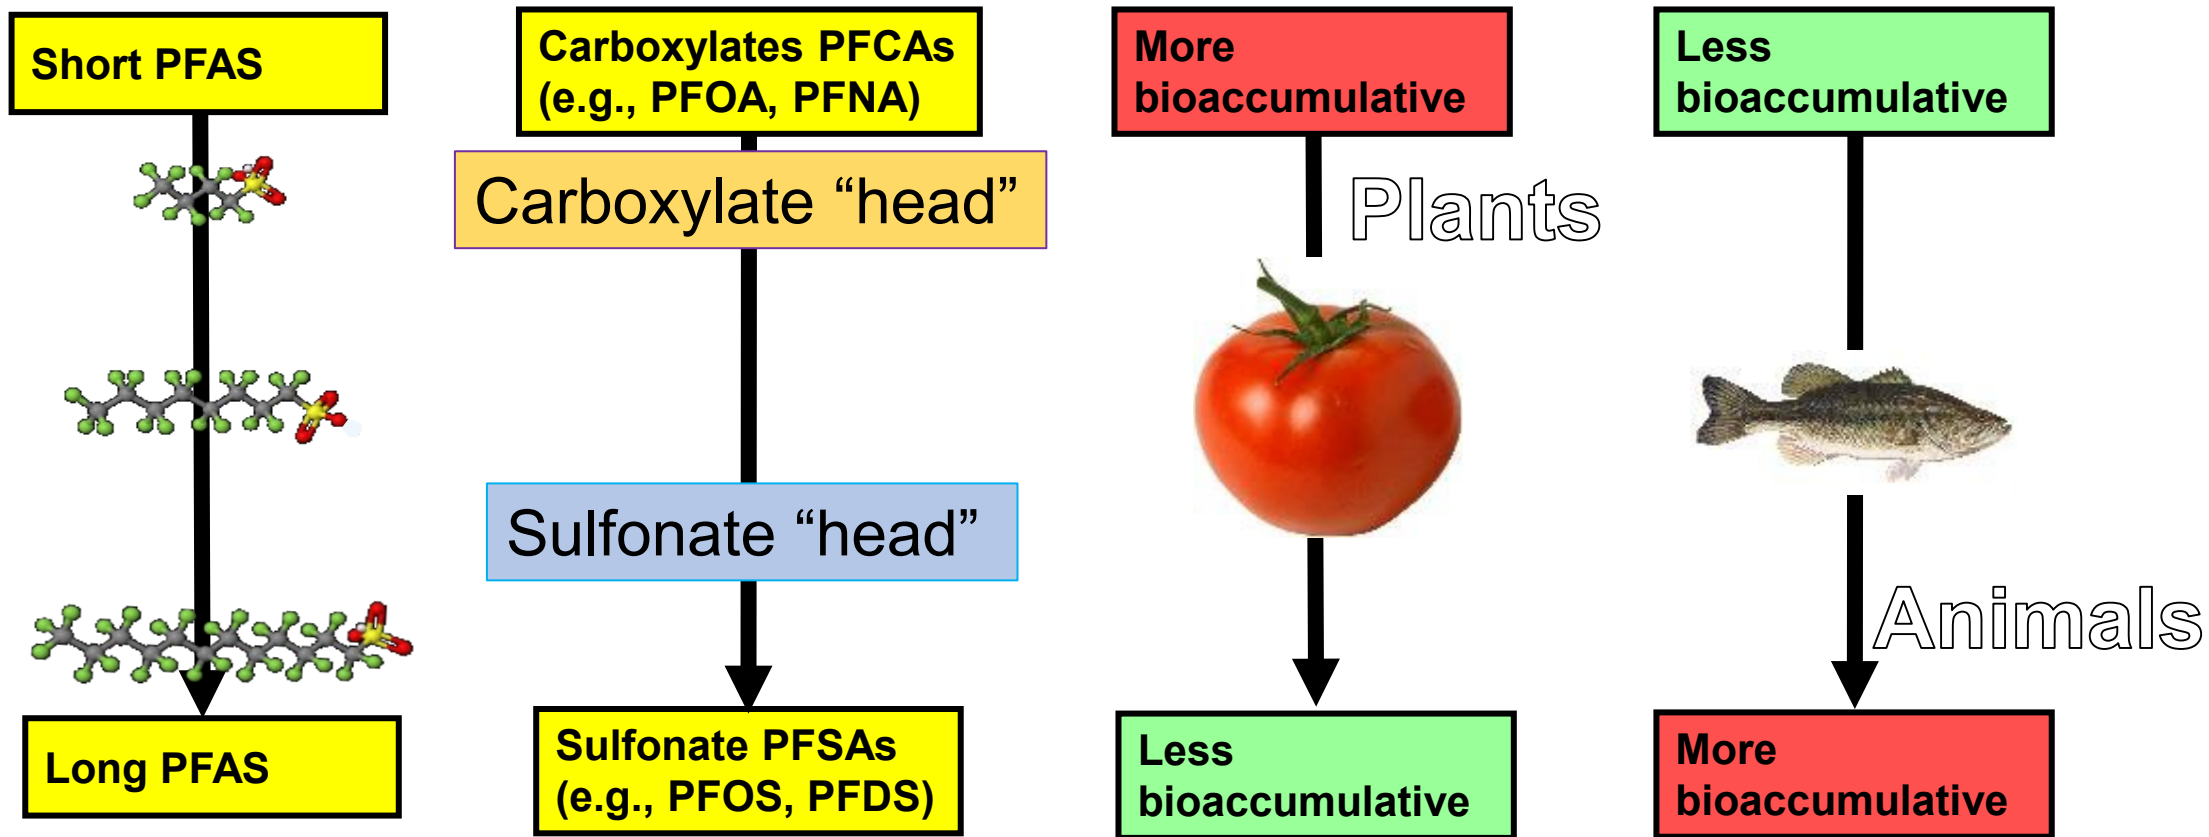 Short PFAS
Long PFAS
Carboxylates PFCAs
(e.g., PFOA, PFNA)
Carboxylate “head”
Sulfonate “head”
Sulfonate PFSAs
(e.g., PFOS, PFDS)
More
bioaccumulative
Plants
Less
bioaccumulative
Less
bioaccumulative
Animals
More
bioaccumulative